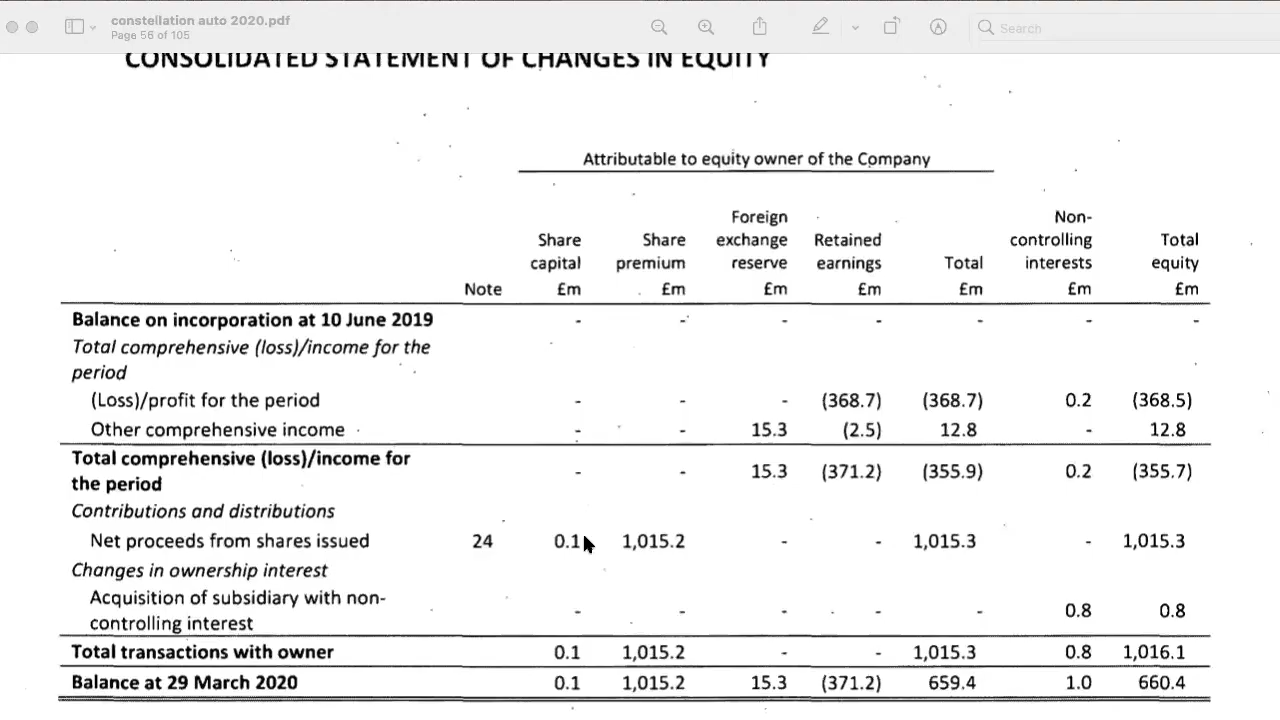 constellation auto 2020.pdf
Page 56 of 105
Search
CONSOLIDATED STATEMENT OF CHANGES IN EQUITY
Attributable to equity owner of the Company
Foreign Non-
Share Share exchange Retained controlling Total
capital premium reserve earnings Total interests equity
Note £m £m £m £m £m £m £m
Balance on incorporation at 10 June 2019 - - - - - - -
Total comprehensive (loss)/income for the
period
(Loss)/profit for the period - - - (368.7) (368.7) 0.2 (368.5)
Other comprehensive income - - 15.3 (2.5) 12.8 - 12.8
Total comprehensive (loss)/income for
the period - - 15.3 (371.2) (355.9) 0.2 (355.7)
Contributions and distributions
Net proceeds from shares issued 24 0.1 1,015.2 - - 1,015.3 - 1,015.3
Changes in ownership interest
Acquisition of subsidiary with non-
controlling interest - - - - - 0.8 0.8
Total transactions with owner 0.1 1,015.2 - - 1,015.3 0.8 1,016.1
Balance at 29 March 2020 0.1 1,015.2 15.3 (371.2) 659.4 1.0 660.4